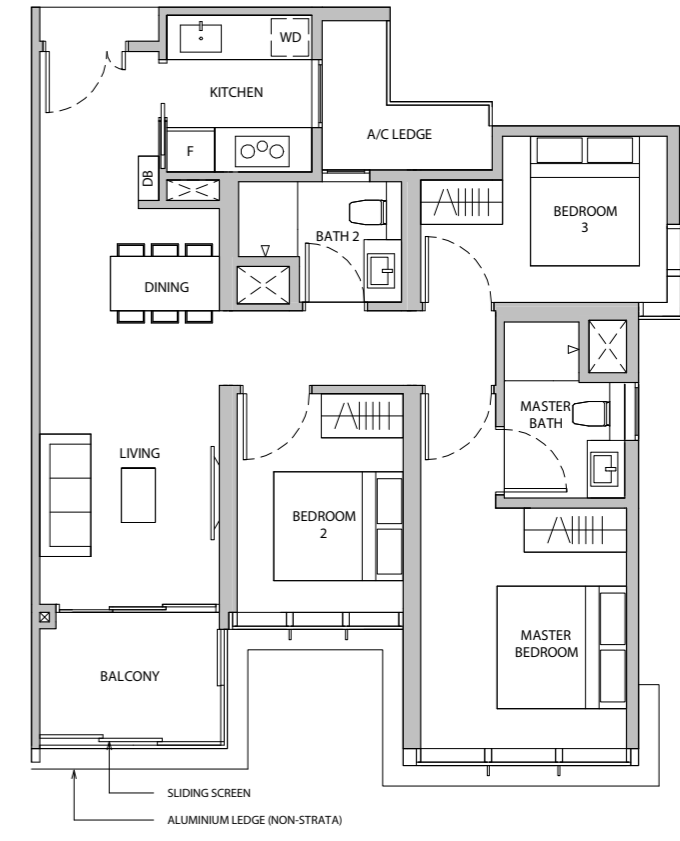 WD
KITCHEN
A/C LEDGE
F
DB
BEDROOM
3
BATH 2
DINING
MASTER
BATH
LIVING
BEDROOM
2
MASTER
BEDROOM
BALCONY
SLIDING SCREEN
ALUMINIUM LEDGE (NON-STRATA)